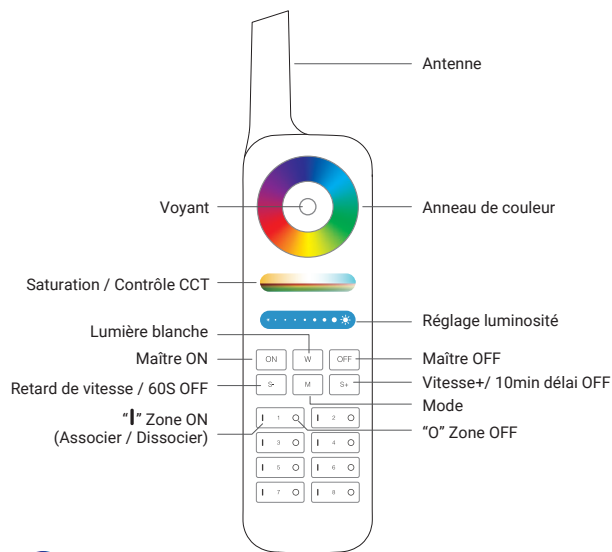 Antenne
Voyant
Anneau de couleur
Saturation / Contrôle CCT
Réglage luminosité
Lumière blanche
Maître ON
ON
W
OFF
Maître OFF
Retard de vitesse / 60S OFF
S-
M
S+
Vitesse+/ 10min délai OFF
Mode
“I” Zone ON
(Associer / Dissocier)
“O” Zone OFF
I 1 O
I 2 O
I 3 O
I 4 O
I 5 O
I 6 O
I 7 O
I 8 O